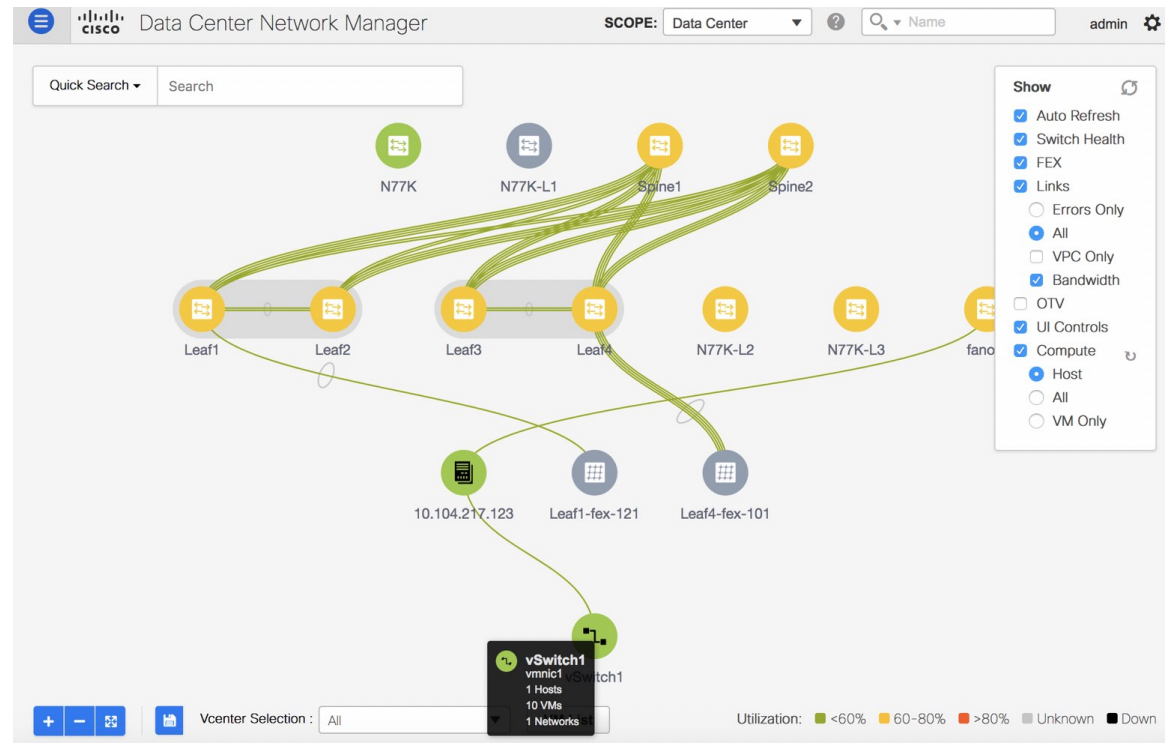 cisco Data Center Network Manager
SCOPE: Data Center
Name
admin
Quick Search
Search
Show
Auto Refresh
Switch Health
FEX
Links
Errors Only
All
VPC Only
Bandwidth
OTV
UI Controls
Compute
Host
All
VM Only
N77K
N77K-L1
Spine1
Spine2
Leaf1
Leaf2
Leaf3
Leaf4
N77K-L2
N77K-L3
fano
10.104.217.123
Leaf1-fex-121
Leaf4-fex-101
vSwitch1
vSwitch1
vmnic1
1 Hosts
10 VMs
1 Networks
Vcenter Selection : All
Utilization: <60% 60-80% >80% Unknown Down